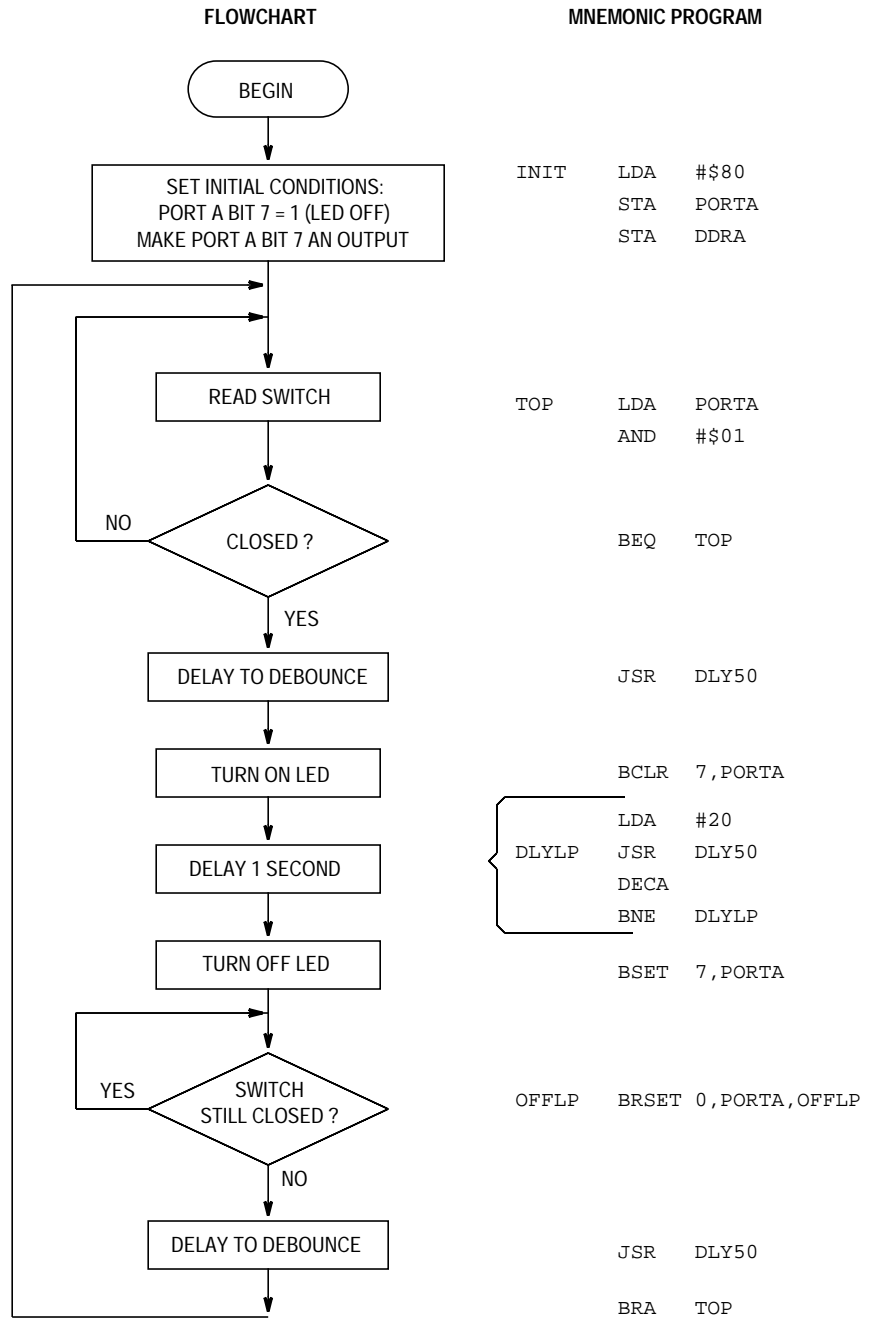 FLOWCHART
MNEMONIC PROGRAM
BEGIN
SET INITIAL CONDITIONS:
PORT A BIT 7 = 1 (LED OFF)
MAKE PORT A BIT 7 AN OUTPUT
INIT LDA #$80
STA PORTA
STA DDRA
READ SWITCH
TOP LDA PORTA
AND #$01
NO
CLOSED ?
BEQ TOP
YES
DELAY TO DEBOUNCE
JSR DLY50
TURN ON LED
BCLR 7,PORTA
DELAY 1 SECOND
LDA #20
DLYLP JSR DLY50
DECA
BNE DLYLP
TURN OFF LED
BSET 7,PORTA
YES
SWITCH
STILL CLOSED ?
OFFLP BRSET 0,PORTA,OFFLP
NO
DELAY TO DEBOUNCE
JSR DLY50
BRA TOP